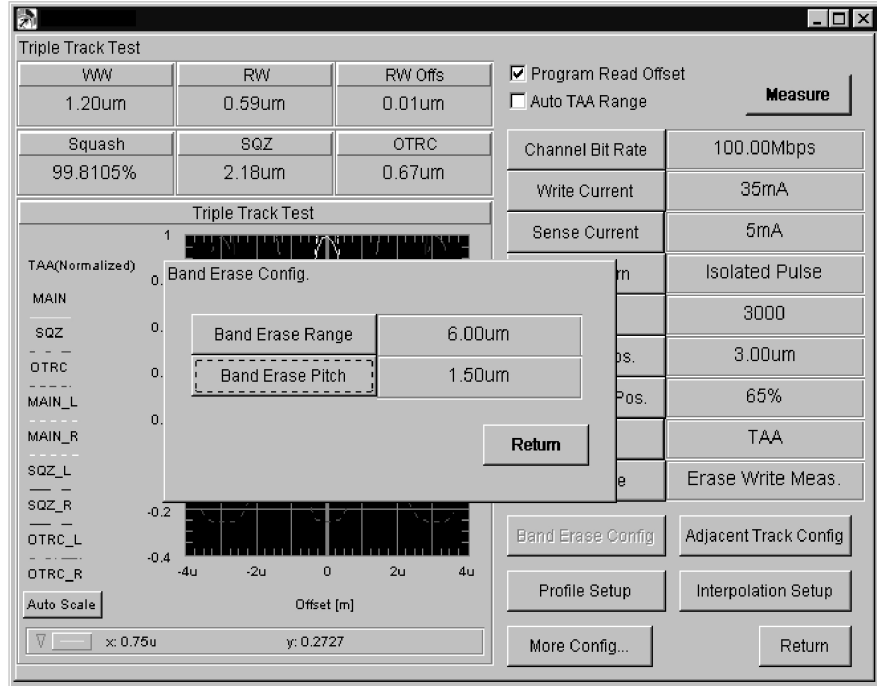 Triple Track Test
WW RW RW Offs
1.20um 0.59um 0.01um
Squash SQZ OTRC
99.8105% 2.18um 0.67um
Program Read Offset
Auto TAA Range
Measure
Channel Bit Rate 100.00Mbps
Write Current 35mA
Sense Current 5mA
Isolated Pulse
3000
3.00um
Pos. 65%
TAA
Erase Write Meas.
Triple Track Test
TAA(Normalized)
MAIN
SQZ
OTRC
MAIN_L
MAIN_R
SQZ_L
SQZ_R
OTRC_L
OTRC_R
1
0.
0.
0.
0.
-0.2
-0.4
-4u -2u 0 2u 4u
Offset [m]
Auto Scale
x: 0.75u y: 0.2727
Band Erase Config.
Band Erase Range 6.00um
Band Erase Pitch 1.50um
Return
Band Erase Config Adjacent Track Config
Profile Setup Interpolation Setup
More Config... Return